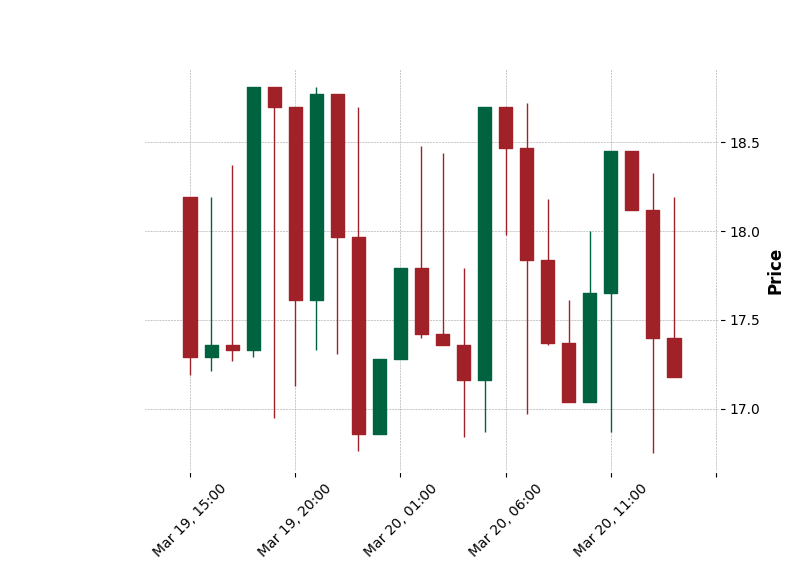 18.5
18.0
17.5
17.0
Price
Mar 19, 15:00
Mar 19, 20:00
Mar 20, 01:00
Mar 20, 06:00
Mar 20, 11:00